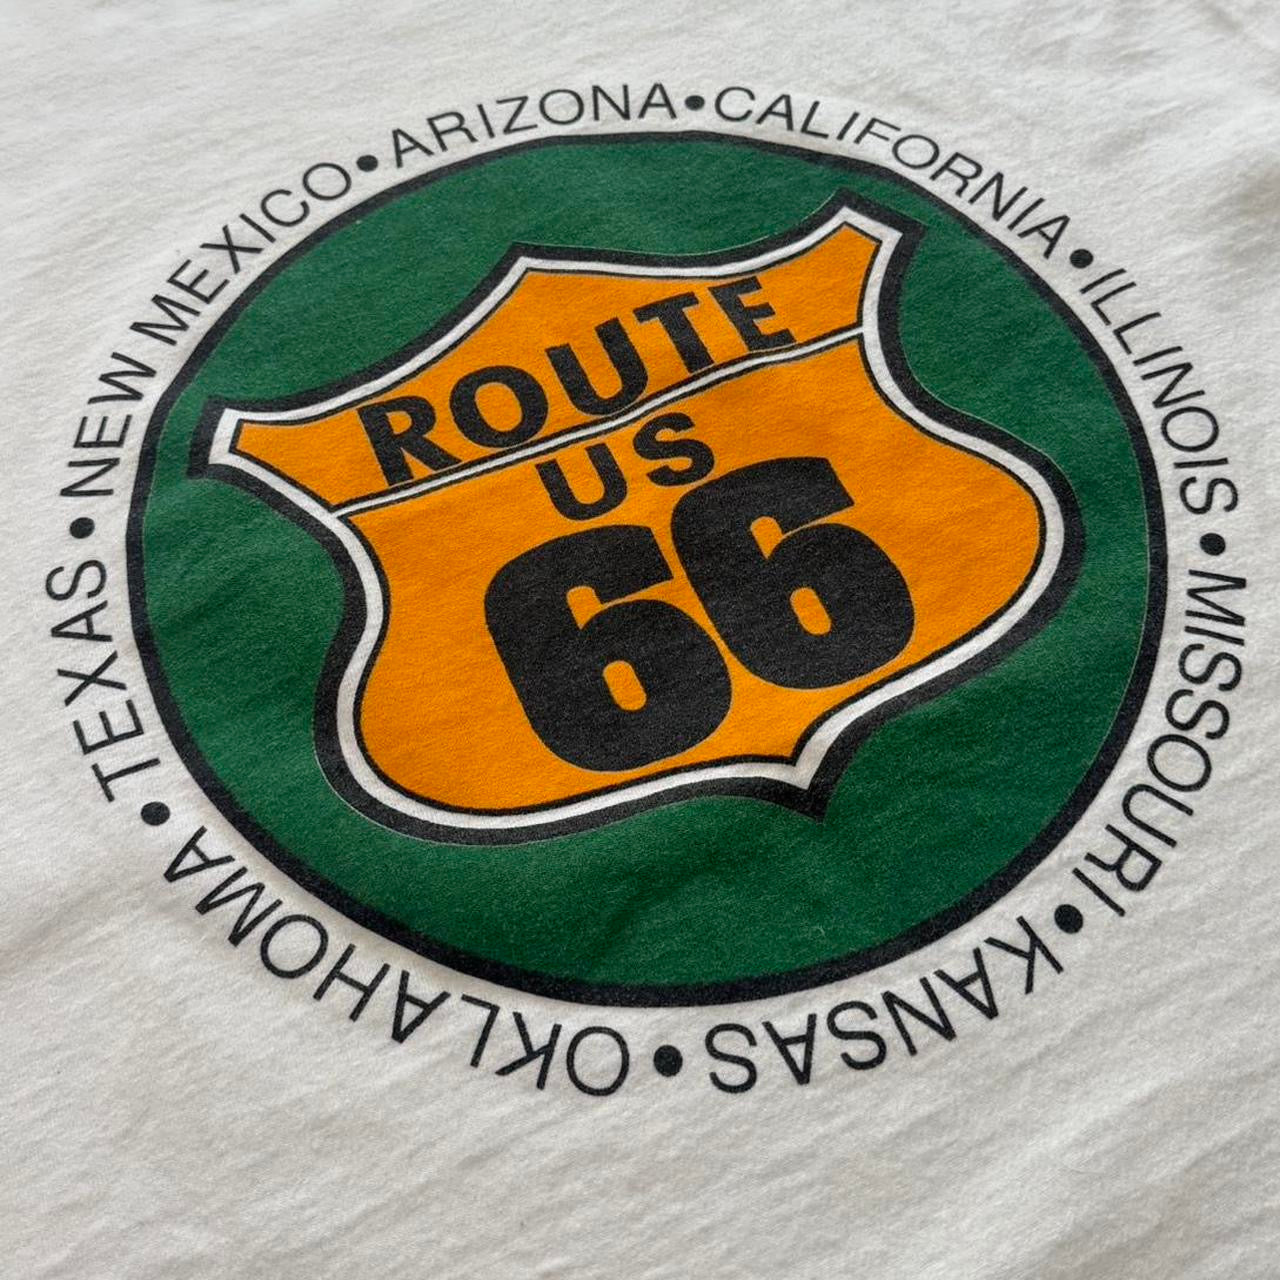 ROUTE
US
66
ARIZONA•CALIFORNIA•ILLINOIS•MISSOURI•KANSAS•OKLAHOMA•TEXAS•NEW MEXICO•